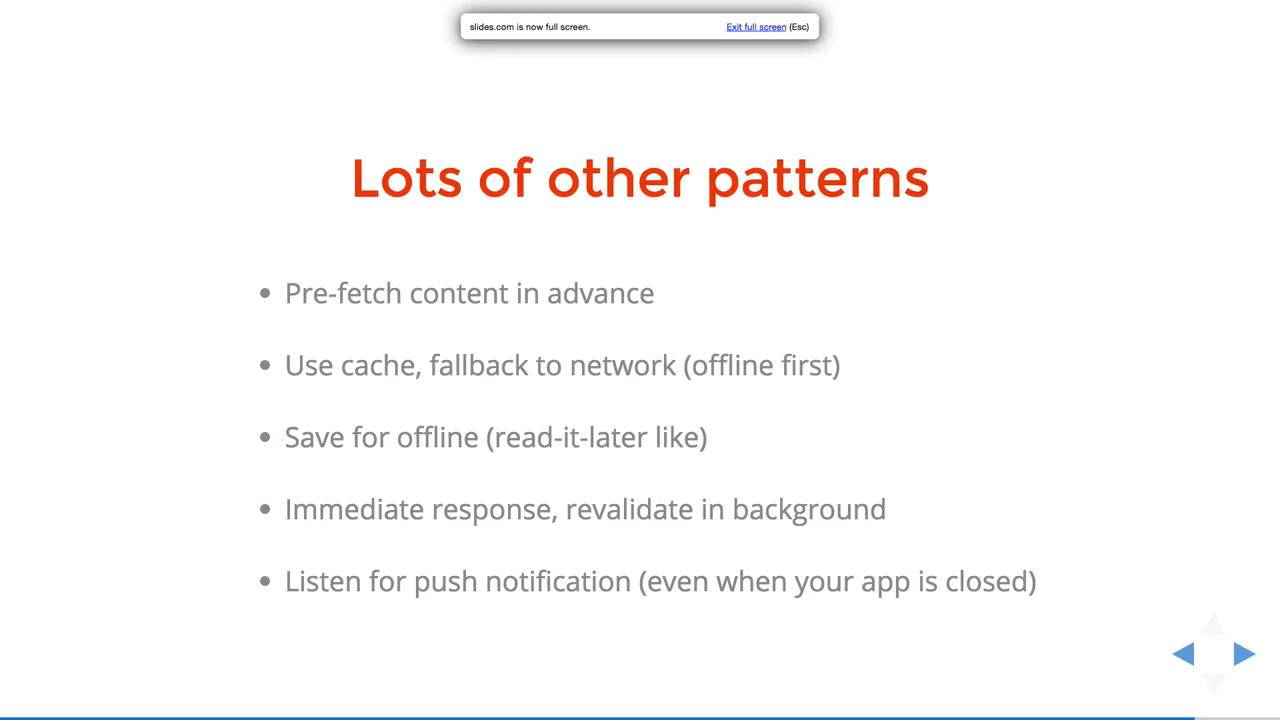 slides.com is now full screen. Exit full screen (Esc)
Lots of other patterns
• Pre-fetch content in advance
• Use cache, fallback to network (offline first)
• Save for offline (read-it-later like)
• Immediate response, revalidate in background
• Listen for push notification (even when your app is closed)